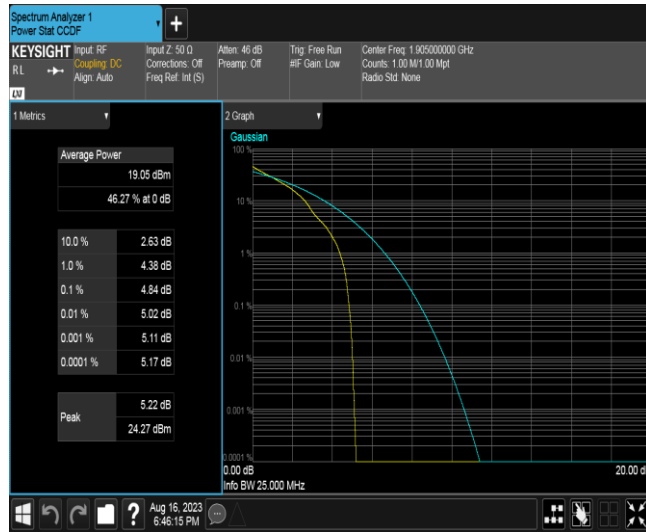 Spectrum Analyzer 1
Power Stat CCDF
+
KEYSIGHT
RL
LXI
Input: RF
Coupling: DC
Align: Auto
Input Z: 50 Ω
Corrections: Off
Freq Ref: Int (S)
Atten: 46 dB
Preamp: Off
Trig: Free Run
#IF Gain: Low
Center Freq: 1.905000000 GHz
Counts: 1.00 M/1.00 Mpt
Radio Std: None
1 Metrics
Average Power
19.05 dBm
46.27 % at 0 dB
10.0 % 2.63 dB
1.0 % 4.38 dB
0.1 % 4.84 dB
0.01 % 5.02 dB
0.001 % 5.11 dB
0.0001 % 5.17 dB
Peak
5.22 dB
24.27 dBm
2 Graph
Gaussian
100 %
10 %
1 %
0.1 %
0.01 %
0.001 %
0.0001 %
0.00 dB
20.00 d
Info BW 25.000 MHz
?
Aug 16, 2023
6:46:15 PM